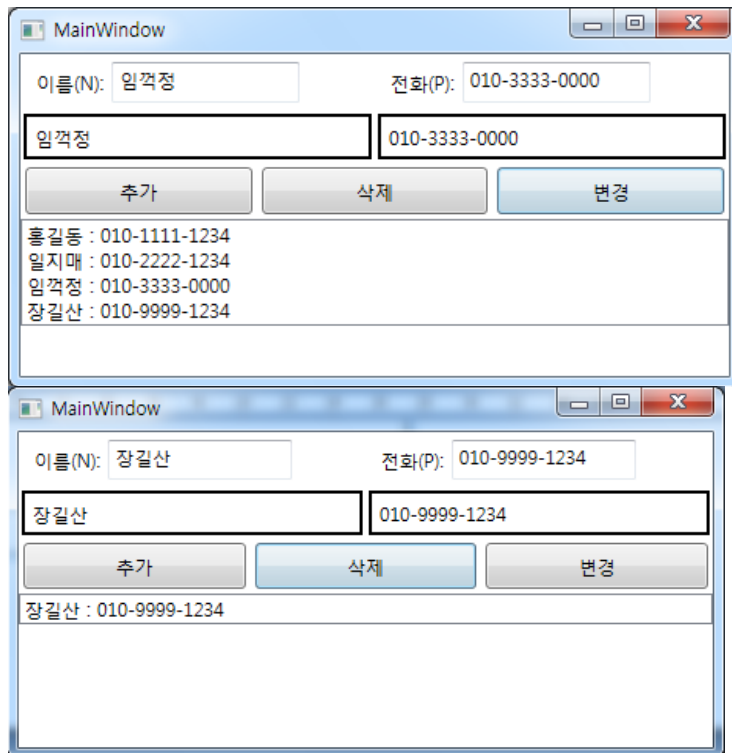 MainWindow
이름(N): 임꺽정 전화(P): 010-3333-0000
임꺽정 010-3333-0000
추가 삭제 변경
홍길동 : 010-1111-1234
일지매 : 010-2222-1234
임꺽정 : 010-3333-0000
장길산 : 010-9999-1234
MainWindow
이름(N): 장길산 전화(P): 010-9999-1234
장길산 010-9999-1234
추가 삭제 변경
장길산 : 010-9999-1234